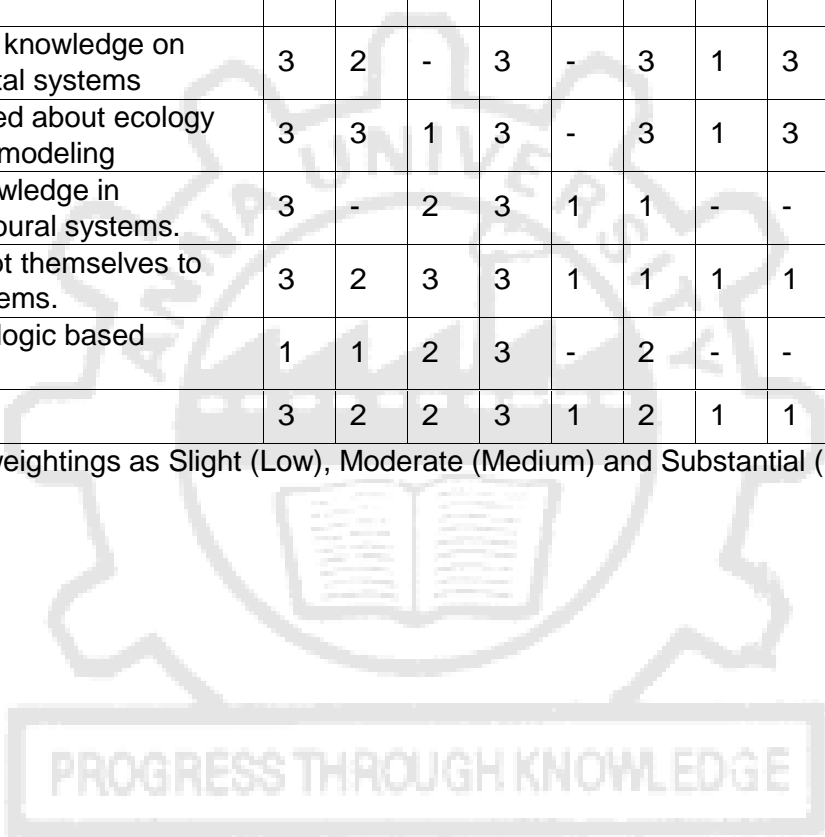 knowledge on 3 2 - 3 - 3 1 3
tal systems
ed about ecology 3 3 1 3 - 3 1 3
modeling
wledge in 3 - 2 3 1 1 - -
oural systems.
ot themselves to 3 2 3 3 1 1 1 1
ems.
logic based 1 1 2 3 - 2 - -
3 2 2 3 1 2 1 1
weightings as Slight (Low), Moderate (Medium) and Substantial (
ANNA UNIVERSITY
PROGRESS THROUGH KNOWLEDGE